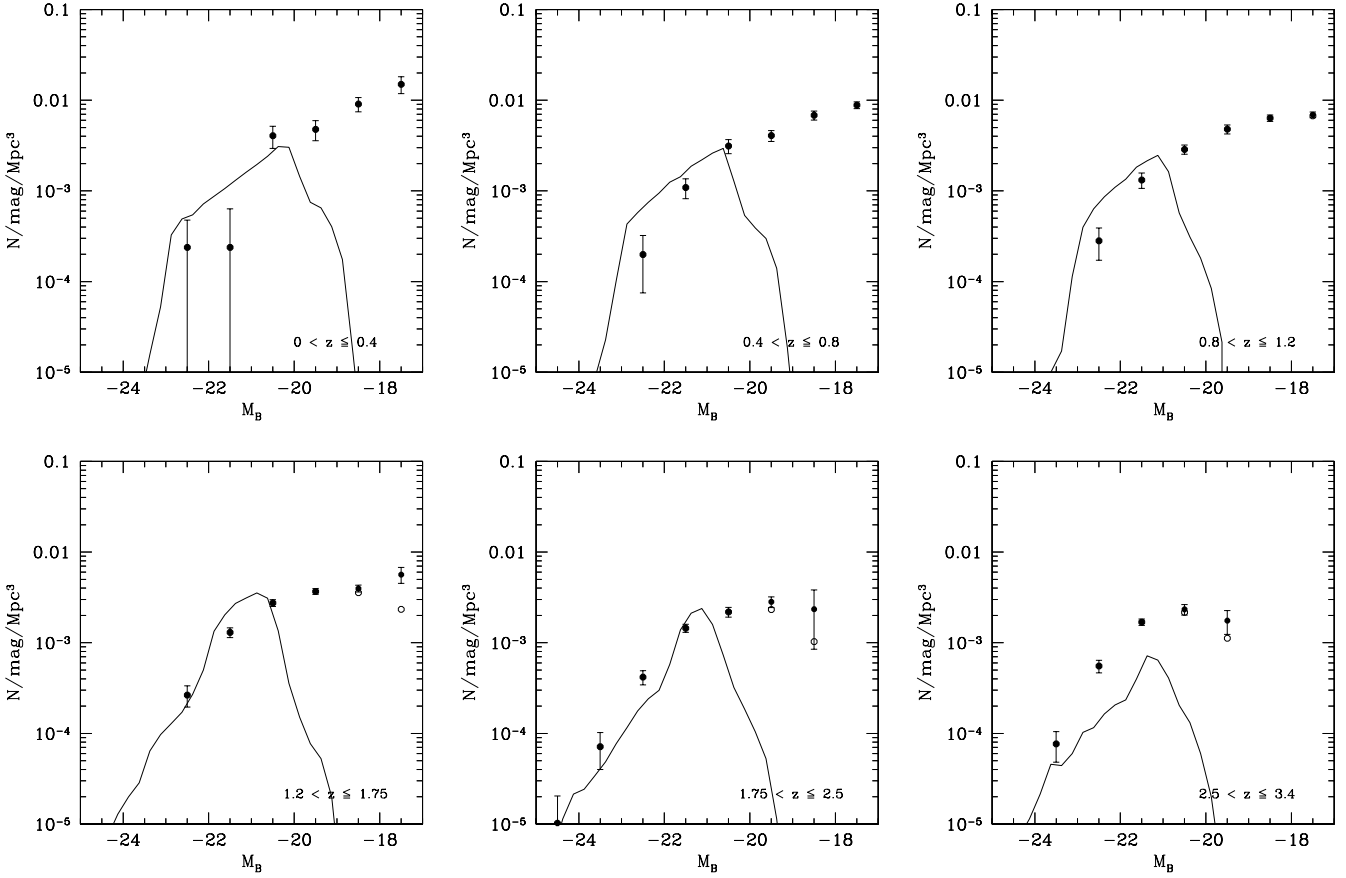 0.1
0.01
10⁻³
10⁻⁴
10⁻⁵
N/mag/Mpc³
0 < z ≦ 0.4
−24 −22 −20 −18
M_B
0.1
0.01
10⁻³
10⁻⁴
10⁻⁵
N/mag/Mpc³
0.4 < z ≦ 0.8
−24 −22 −20 −18
M_B
0.1
0.01
10⁻³
10⁻⁴
10⁻⁵
N/mag/Mpc³
0.8 < z ≦ 1.2
−24 −22 −20 −18
M_B
0.1
0.01
10⁻³
10⁻⁴
10⁻⁵
N/mag/Mpc³
1.2 < z ≦ 1.75
−24 −22 −20 −18
M_B
0.1
0.01
10⁻³
10⁻⁴
10⁻⁵
N/mag/Mpc³
1.75 < z ≦ 2.5
−24 −22 −20 −18
M_B
0.1
0.01
10⁻³
10⁻⁴
10⁻⁵
N/mag/Mpc³
2.5 < z ≦ 3.4
−24 −22 −20 −18
M_B